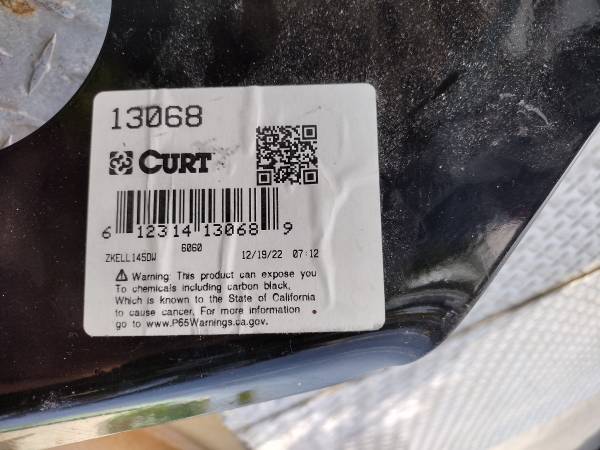 13068
CURT
6 12314 13068 9
6060
ZKELL145DW 12/19/22 07:12
⚠ Warning: This product can expose you
To chemicals including carbon black,
Which is known to the State of California
to cause cancer. For more information
go to www.P65Warnings.ca.gov.